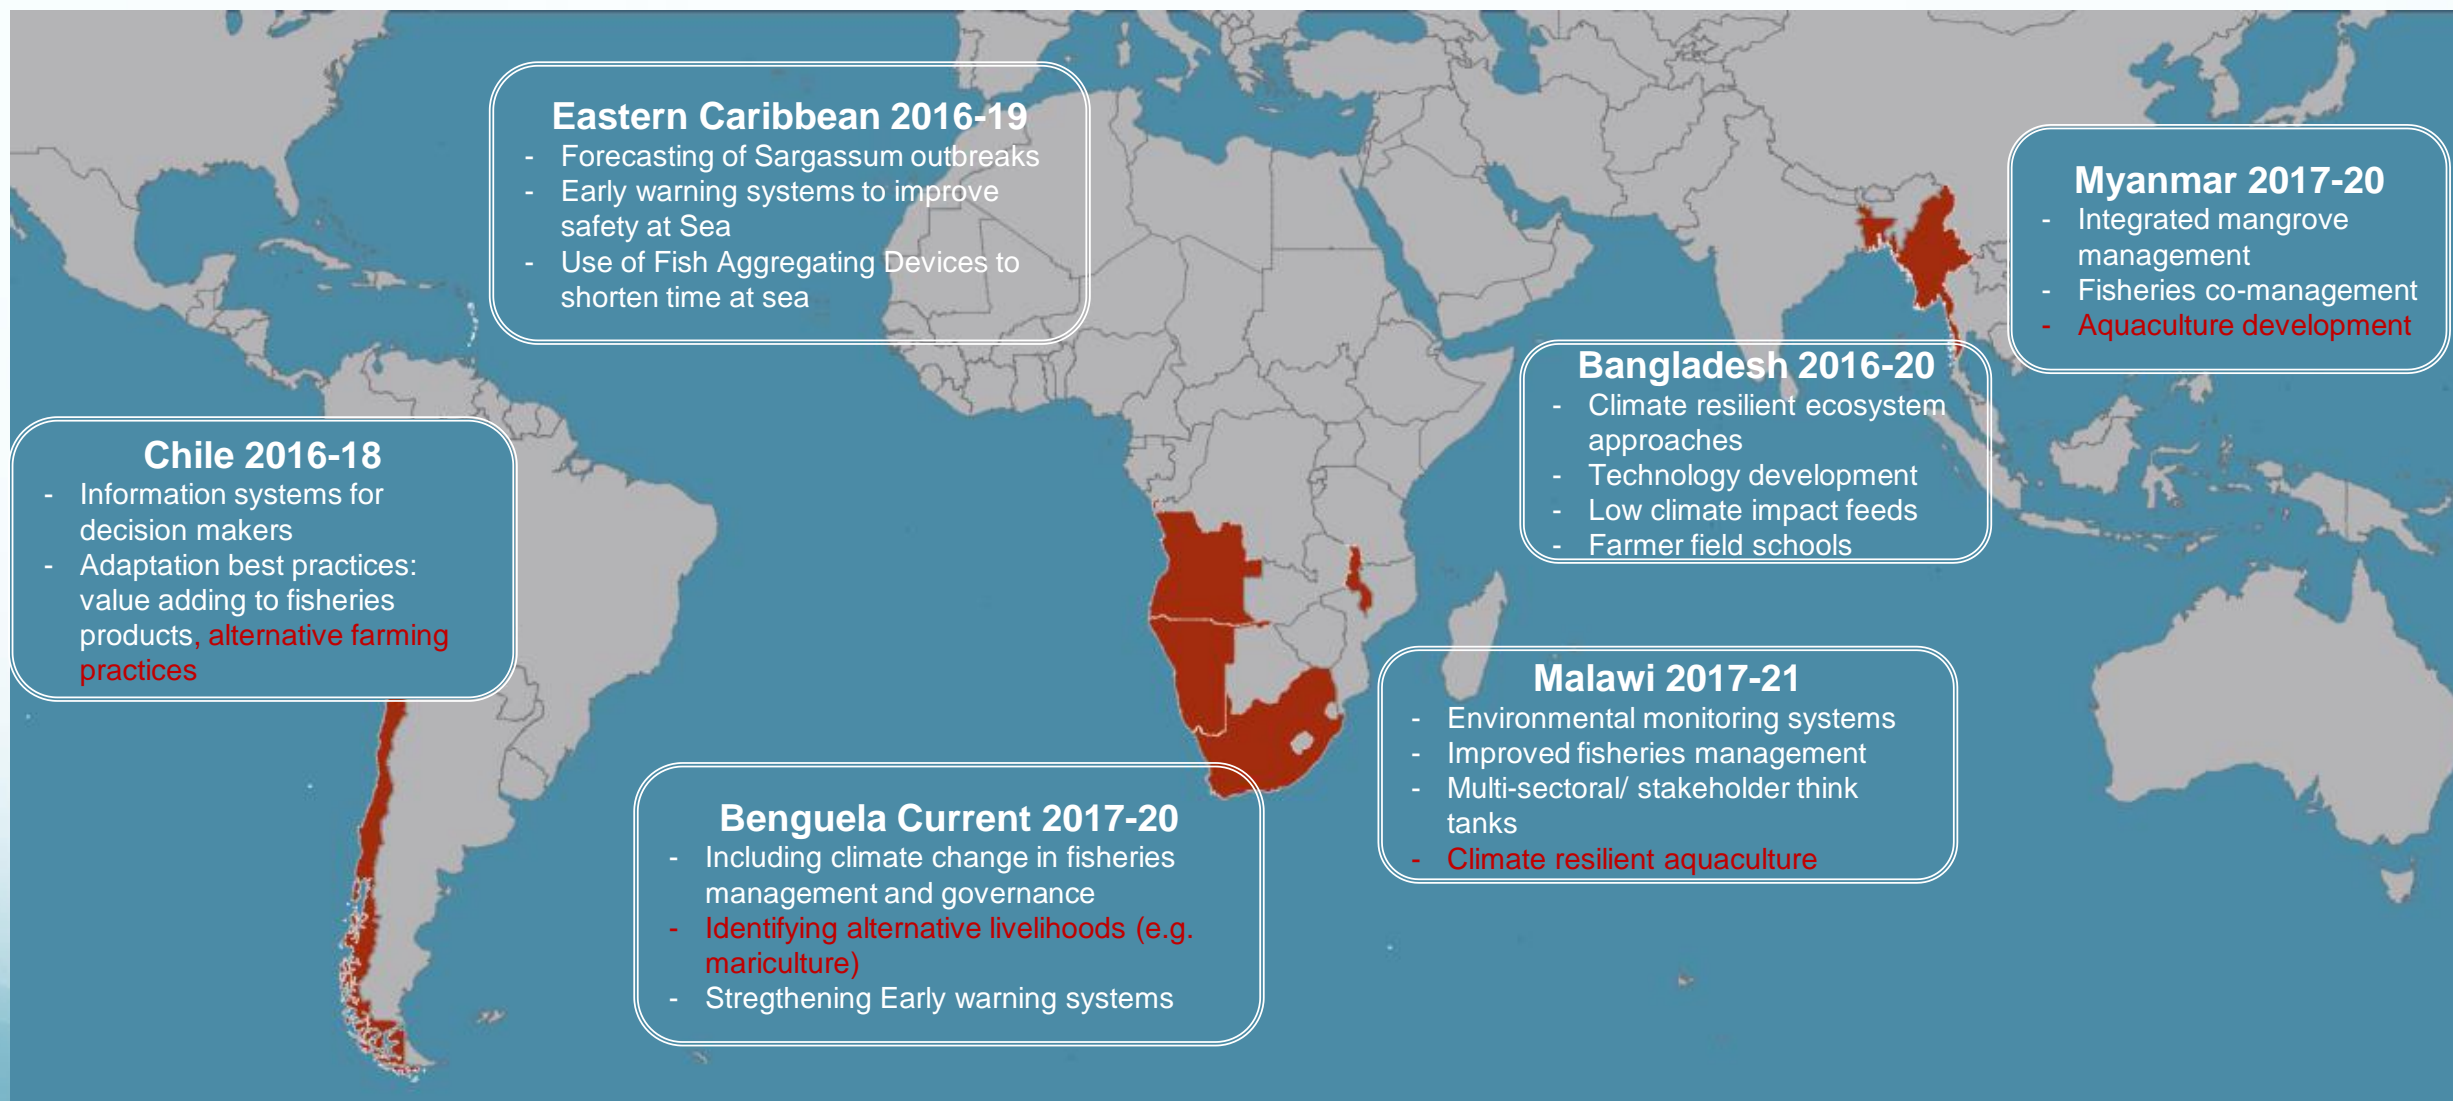 Eastern Caribbean 2016-19
- Forecasting of Sargassum outbreaks
- Early warning systems to improve
safety at Sea
- Use of Fish Aggregating Devices to
shorten time at sea
Myanmar 2017-20
- Integrated mangrove
management
- Fisheries co-management
- Aquaculture development
Bangladesh 2016-20
- Climate resilient ecosystem
approaches
- Technology development
- Low climate impact feeds
- Farmer field schools
Chile 2016-18
- Information systems for
decision makers
- Adaptation best practices:
value adding to fisheries
products, alternative farming
practices
Malawi 2017-21
- Environmental monitoring systems
- Improved fisheries management
- Multi-sectoral/ stakeholder think
tanks
- Climate resilient aquaculture
Benguela Current 2017-20
- Including climate change in fisheries
management and governance
- Identifying alternative livelihoods (e.g.
mariculture)
- Stregthening Early warning systems